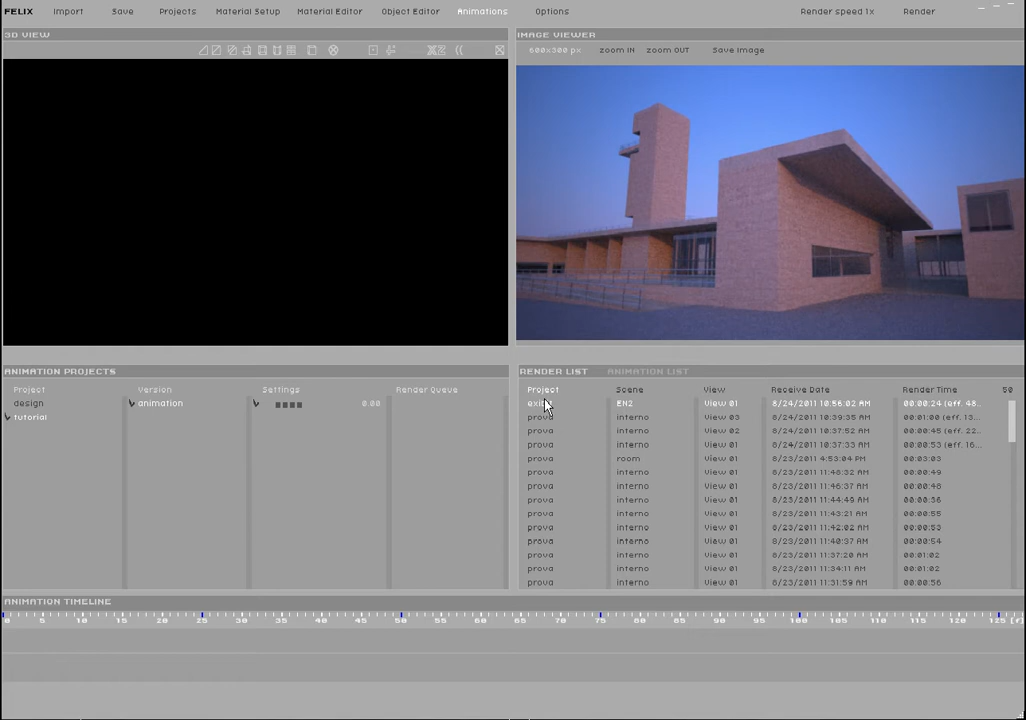 FELIX Import Save Projects Material Setup Material Editor Object Editor Animations Options Render speed 1x Render
3D VIEW
IMAGE VIEWER
600x300 px zoom IN zoom OUT Save Image
ANIMATION PROJECTS
Project Version Settings Render Queue
design animation 0.00
tutorial
RENDER LIST ANIMATION LIST
Project Scene View Receive Date Render Time 50
EN2 View 01 8/24/2011 10:56:02 AM 00:00:24 (eff. 48..
prova interno View 03 8/24/2011 10:39:35 AM 00:01:00 (eff. 13...
prova interno View 02 8/24/2011 10:37:52 AM 00:00:45 (eff. 22..
prova interno View 01 8/24/2011 10:37:33 AM 00:00:53 (eff. 16...
prova room View 01 8/23/2011 4:53:04 PM 00:03:03
prova interno View 01 8/23/2011 11:48:32 AM 00:00:49
prova interno View 01 8/23/2011 11:46:37 AM 00:00:48
prova interno View 01 8/23/2011 11:44:46 AM 00:00:56
prova interno View 01 8/23/2011 11:43:21 AM 00:00:55
prova interno View 01 8/23/2011 11:42:02 AM 00:00:53
prova interno View 01 8/23/2011 11:40:37 AM 00:00:54
prova interno View 01 8/23/2011 11:37:20 AM 00:01:02
prova interno View 01 8/23/2011 11:34:11 AM 00:01:02
prova interno View 01 8/23/2011 11:31:59 AM 00:00:56
ANIMATION TIMELINE
0 5 10 15 20 25 30 35 40 45 50 55 60 65 70 75 80 85 90 95 100 105 110 115 120 125 [f]